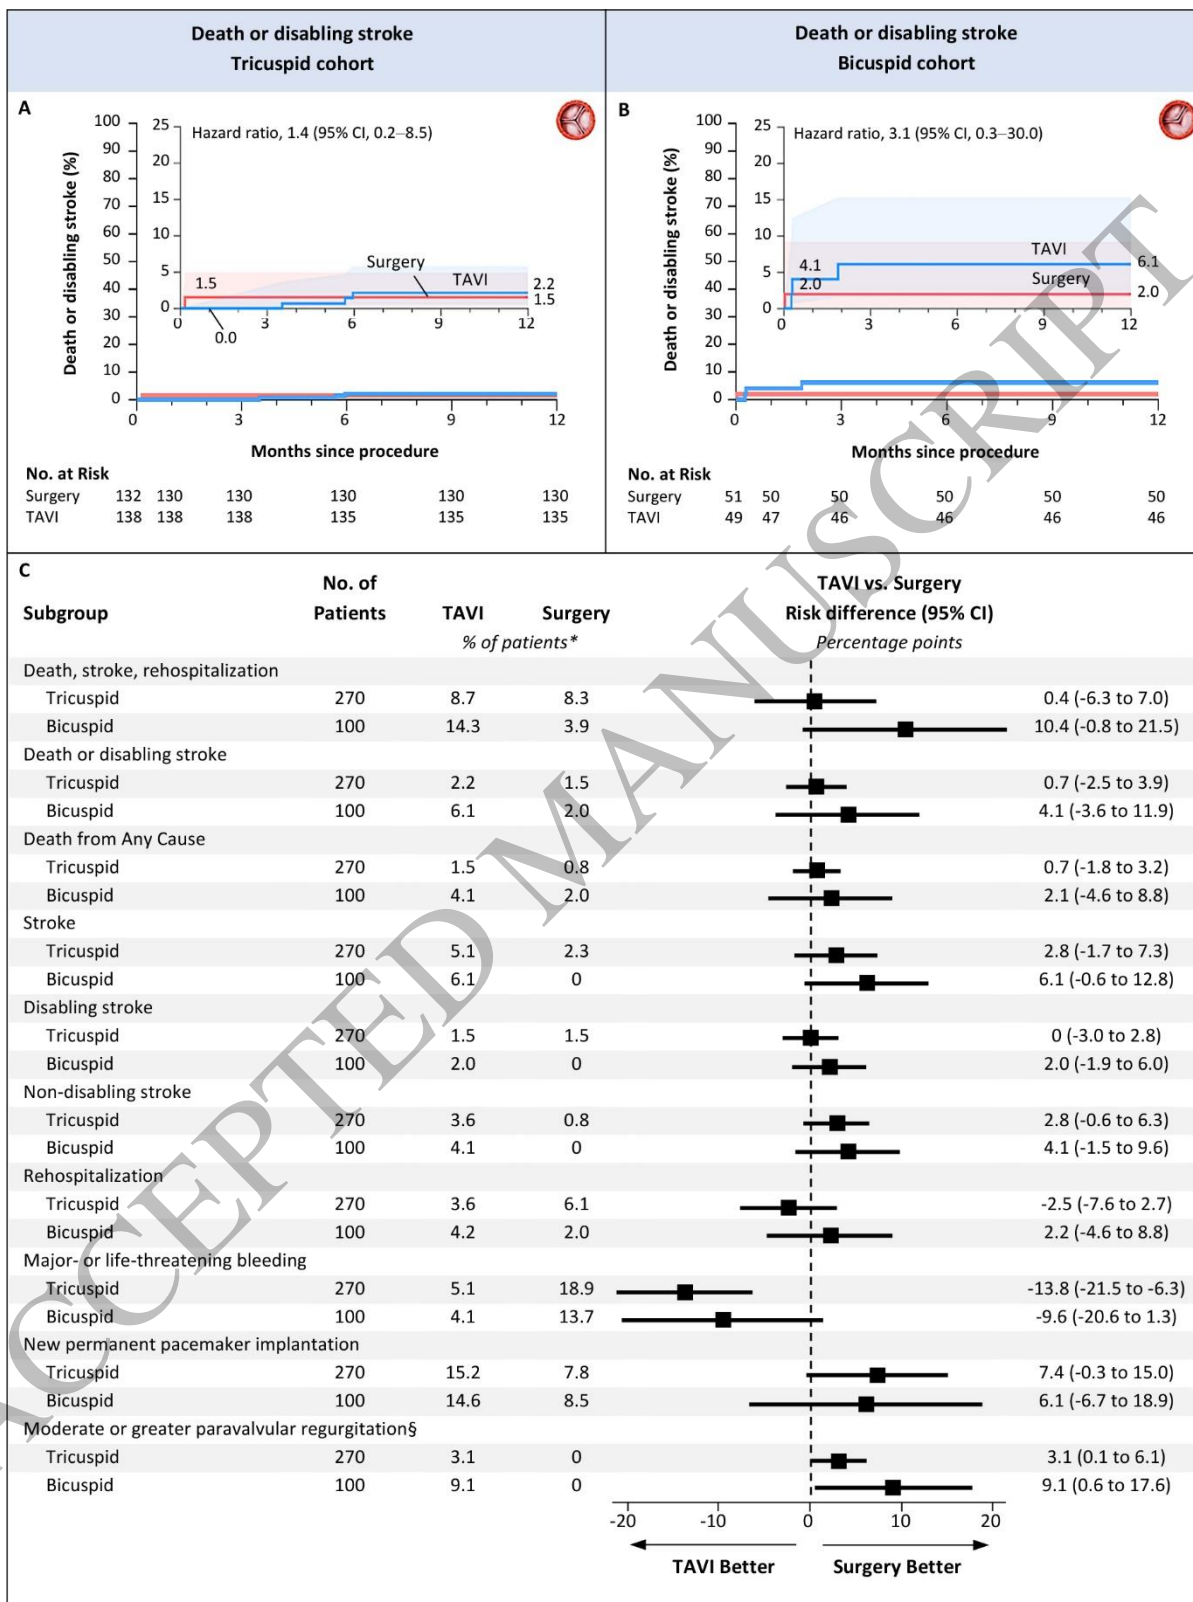 Death or disabling stroke
Tricuspid cohort
Death or disabling stroke
Bicuspid cohort
A
Death or disabling stroke (%)
100
90
80
70
60
50
40
30
20
10
0
25
20
15
10
5
0
Hazard ratio, 1.4 (95% CI, 0.2–8.5)
1.5
Surgery
TAVI
2.2
1.5
0.0
0 3 6 9 12
0 3 6 9 12
Months since procedure
No. at Risk
Surgery 132 130 130 130 130 130
TAVI 138 138 138 135 135 135
B
Death or disabling stroke (%)
100
90
80
70
60
50
40
30
20
10
0
25
20
15
10
5
0
Hazard ratio, 3.1 (95% CI, 0.3–30.0)
4.1
2.0
TAVI
Surgery
6.1
2.0
0 3 6 9 12
0 3 6 9 12
Months since procedure
No. at Risk
Surgery 51 50 50 50 50 50
TAVI 49 47 46 46 46 46
C
Subgroup No. of Patients TAVI Surgery TAVI vs. Surgery Risk difference (95% CI)
% of patients* Percentage points
Death, stroke, rehospitalization
Tricuspid 270 8.7 8.3 0.4 (-6.3 to 7.0)
Bicuspid 100 14.3 3.9 10.4 (-0.8 to 21.5)
Death or disabling stroke
Tricuspid 270 2.2 1.5 0.7 (-2.5 to 3.9)
Bicuspid 100 6.1 2.0 4.1 (-3.6 to 11.9)
Death from Any Cause
Tricuspid 270 1.5 0.8 0.7 (-1.8 to 3.2)
Bicuspid 100 4.1 2.0 2.1 (-4.6 to 8.8)
Stroke
Tricuspid 270 5.1 2.3 2.8 (-1.7 to 7.3)
Bicuspid 100 6.1 0 6.1 (-0.6 to 12.8)
Disabling stroke
Tricuspid 270 1.5 1.5 0 (-3.0 to 2.8)
Bicuspid 100 2.0 0 2.0 (-1.9 to 6.0)
Non-disabling stroke
Tricuspid 270 3.6 0.8 2.8 (-0.6 to 6.3)
Bicuspid 100 4.1 0 4.1 (-1.5 to 9.6)
Rehospitalization
Tricuspid 270 3.6 6.1 -2.5 (-7.6 to 2.7)
Bicuspid 100 4.2 2.0 2.2 (-4.6 to 8.8)
Major- or life-threatening bleeding
Tricuspid 270 5.1 18.9 -13.8 (-21.5 to -6.3)
Bicuspid 100 4.1 13.7 -9.6 (-20.6 to 1.3)
New permanent pacemaker implantation
Tricuspid 270 15.2 7.8 7.4 (-0.3 to 15.0)
Bicuspid 100 14.6 8.5 6.1 (-6.7 to 18.9)
Moderate or greater paravalvular regurgitation§
Tricuspid 270 3.1 0 3.1 (0.1 to 6.1)
Bicuspid 100 9.1 0 9.1 (0.6 to 17.6)
-20 -10 0 10 20
TAVI Better Surgery Better
ACCEPTED MANUSCRIPT